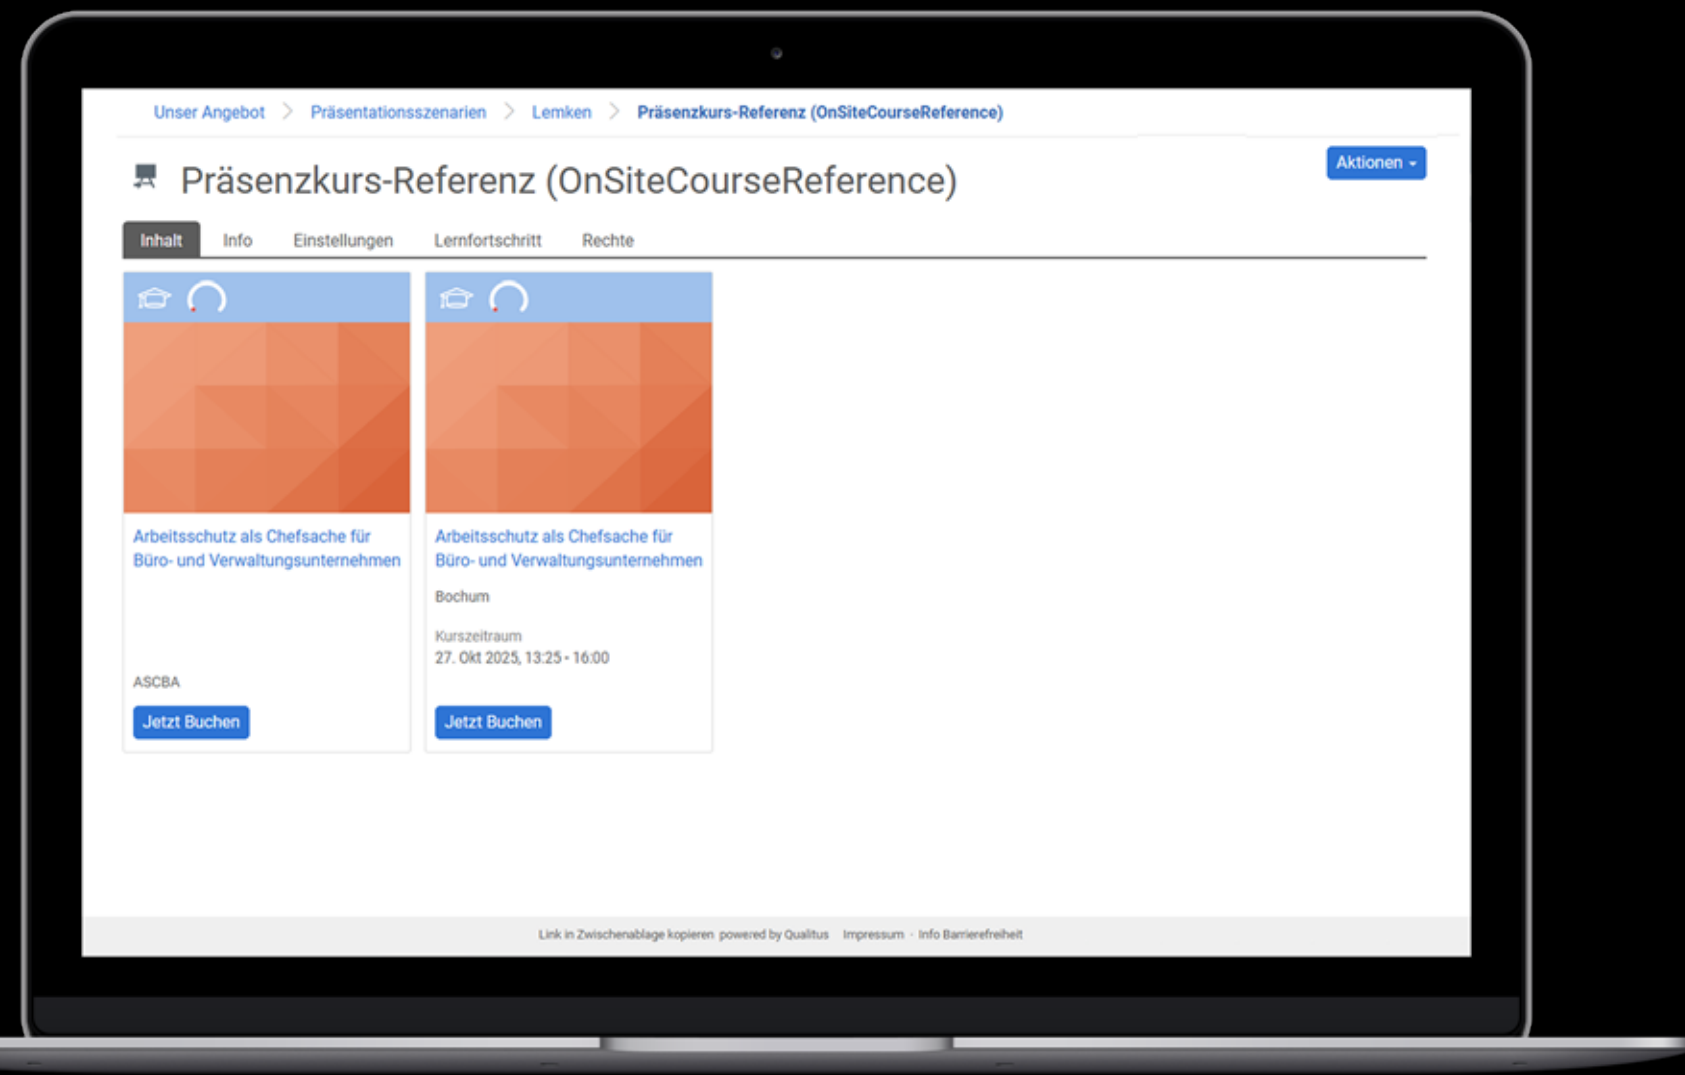 Unser Angebot > Präsentationsszenarien > Lemken > Präsenzkurs-Referenz (OnSiteCourseReference)
Aktionen
Präsenzkurs-Referenz (OnSiteCourseReference)
Inhalt Info Einstellungen Lernfortschritt Rechte
Arbeitsschutz als Chefsache für
Büro- und Verwaltungsunternehmen
ASCBA
Jetzt Buchen
Arbeitsschutz als Chefsache für
Büro- und Verwaltungsunternehmen
Bochum
Kurszeitraum
27. Okt 2025, 13:25 - 16:00
Jetzt Buchen
Link in Zwischenablage kopieren powered by Qualitus Impressum · Info Barrierefreiheit